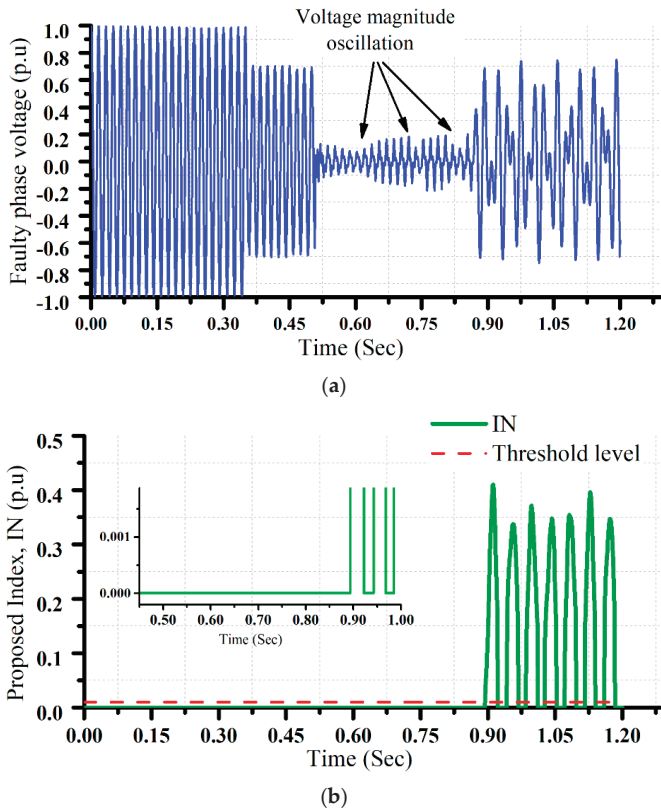 Voltage magnitude
oscillation
Faulty phase voltage (p.u)
1.0
0.8
0.6
0.4
0.2
0.0
-0.2
-0.4
-0.6
-0.8
-1.0
0.00 0.15 0.30 0.45 0.60 0.75 0.90 1.05 1.20
Time (Sec)
(a)
IN
Threshold level
Proposed Index, IN (p.u)
0.5
0.4
0.3
0.2
0.1
0.0
0.001
0.000
0.50 0.60 0.70 0.80 0.90 1.00
Time (Sec)
0.00 0.15 0.30 0.45 0.60 0.75 0.90 1.05 1.20
Time (Sec)
(b)